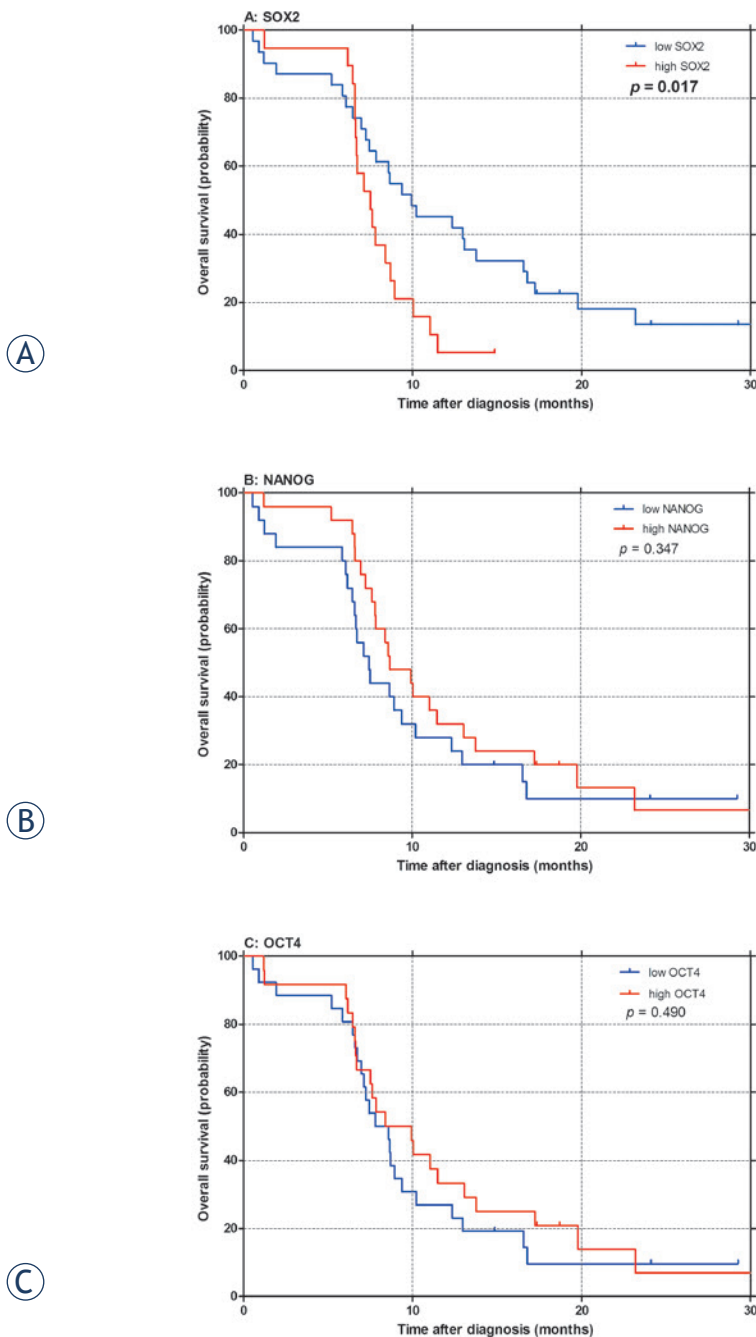 A: SOX2
100
80
60
40
20
0
Overall survival (probability)
low SOX2
high SOX2
p = 0.017
0 10 20 30
Time after diagnosis (months)
A
B: NANOG
100
80
60
40
20
0
Overall survival (probability)
low NANOG
high NANOG
p = 0.347
0 10 20 30
Time after diagnosis (months)
B
C: OCT4
100
80
60
40
20
0
Overall survival (probability)
low OCT4
high OCT4
p = 0.490
0 10 20 30
Time after diagnosis (months)
C